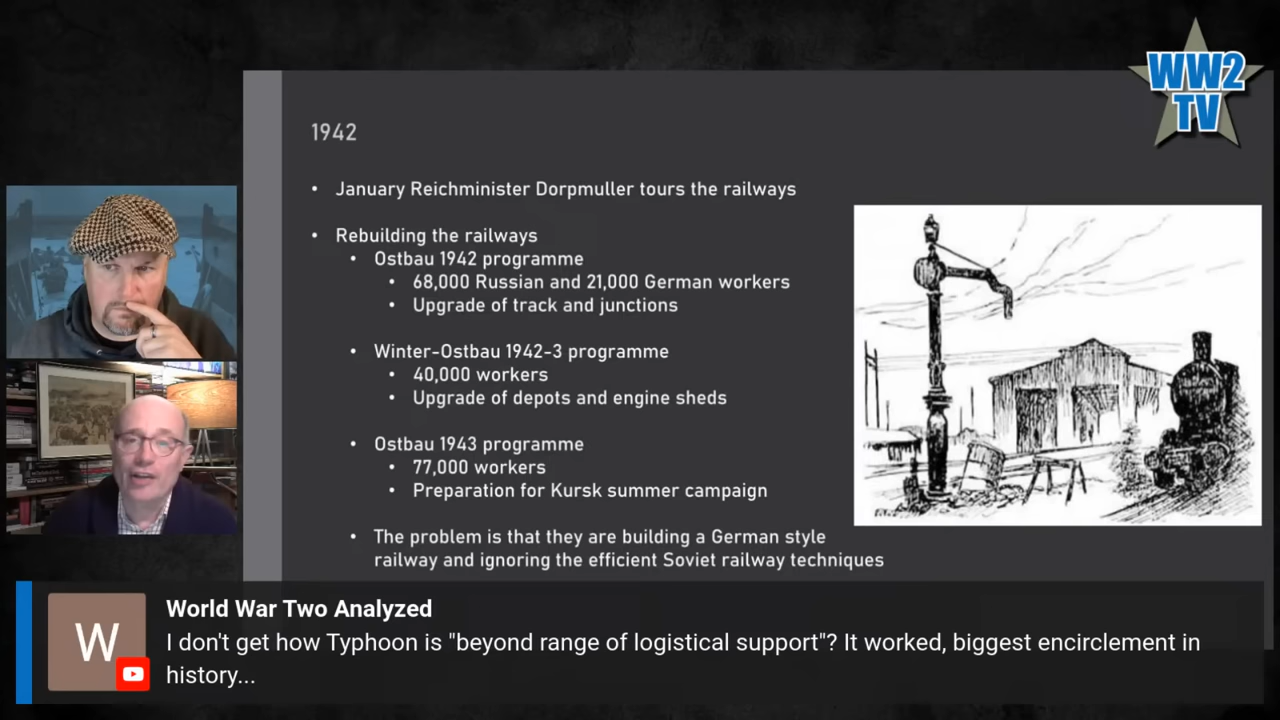 WW2
TV
1942
• January Reichminister Dorpmuller tours the railways
• Rebuilding the railways
• Ostbau 1942 programme
• 68,000 Russian and 21,000 German workers
• Upgrade of track and junctions
• Winter-Ostbau 1942-3 programme
• 40,000 workers
• Upgrade of depots and engine sheds
• Ostbau 1943 programme
• 77,000 workers
• Preparation for Kursk summer campaign
• The problem is that they are building a German style
railway and ignoring the efficient Soviet railway techniques
W
World War Two Analyzed
I don't get how Typhoon is "beyond range of logistical support"? It worked, biggest encirclement in
history...